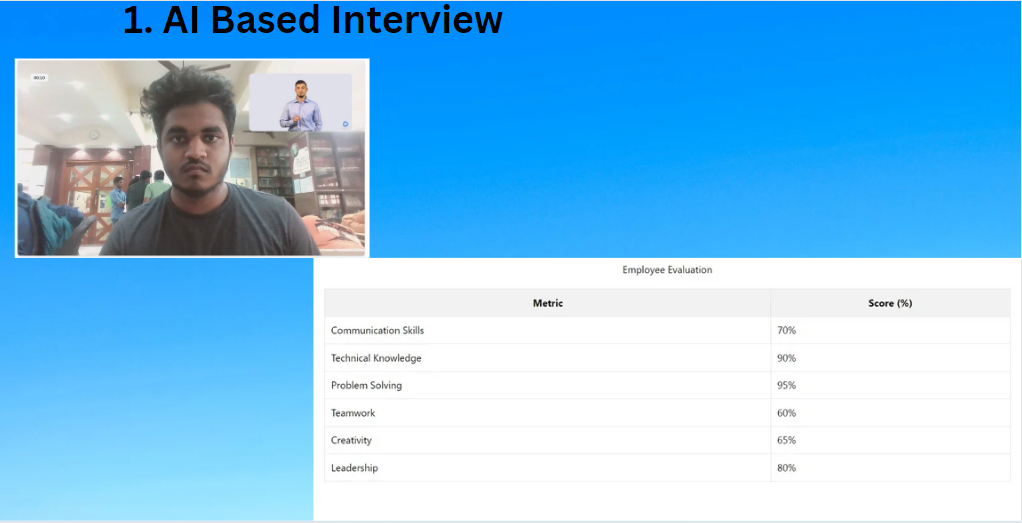 1. AI Based Interview
00:10
Employee Evaluation
Metric Score (%)
Communication Skills 70%
Technical Knowledge 90%
Problem Solving 95%
Teamwork 60%
Creativity 65%
Leadership 80%